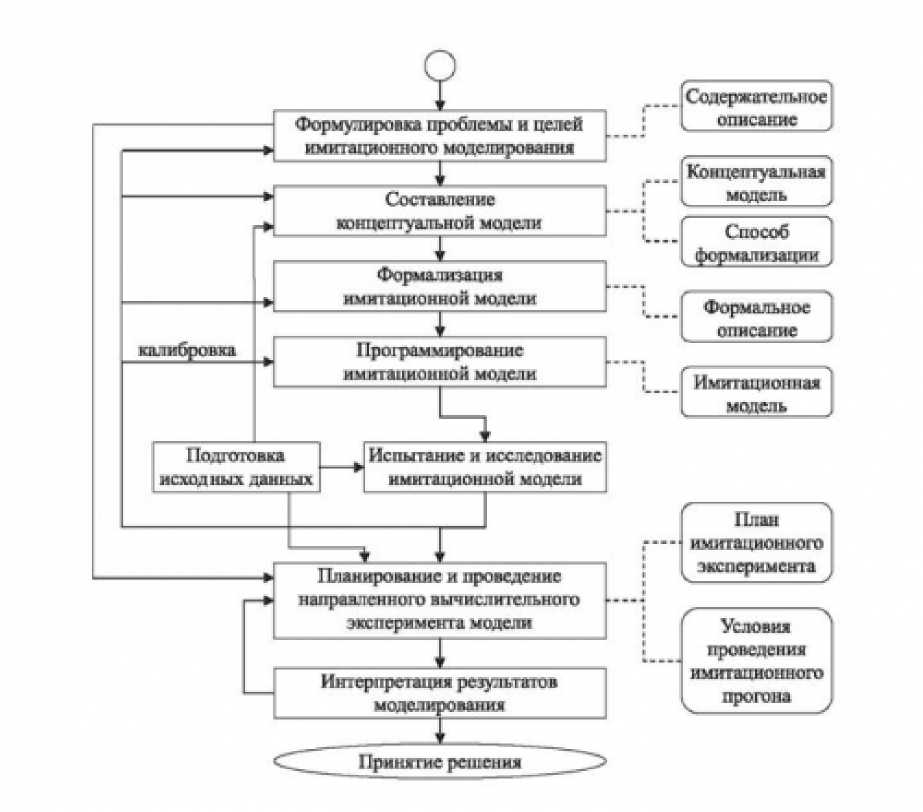 Формулировка проблемы и целей
имитационного моделирования
Содержательное
описание
Составление
концептуальной модели
Концептуальная
модель
Способ
формализации
Формализация
имитационной модели
Формальное
описание
калибровка
Программирование
имитационной модели
Имитационная
модель
Подготовка
исходных данных
Испытание и исследование
имитационной модели
План
имитационного
эксперимента
Планирование и проведение
направленного вычислительного
эксперимента модели
Условия
проведения
имитационного
прогона
Интерпретация результатов
моделирования
Принятие решения